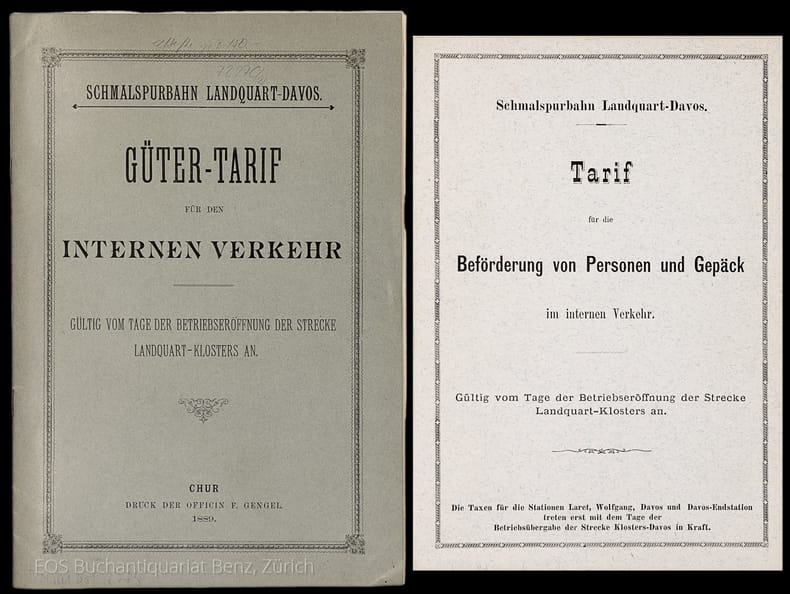 SCHMALSPURBAHN LANDQUART-DAVOS.
GÜTER-TARIF
FÜR DEN
INTERNEN VERKEHR
GÜLTIG VOM TAGE DER BETRIEBSERÖFFNUNG DER STRECKE
LANDQUART-KLOSTERS AN.
CHUR
DRUCK DER OFFICIN F. GENGEL
1889.
EOS Buchantiquariat Benz, Zürich
Schmalspurbahn Landquart-Davos.
Tarif
für die
Beförderung von Personen und Gepäck
im internen Verkehr.
Gültig vom Tage der Betriebseröffnung der Strecke
Landquart-Klosters an.
Die Taxen für die Stationen Laret, Wolfgang, Davos und Davos-Endstation
treten erst mit dem Tage der
Betriebsübergabe der Strecke Klosters-Davos in Kraft.